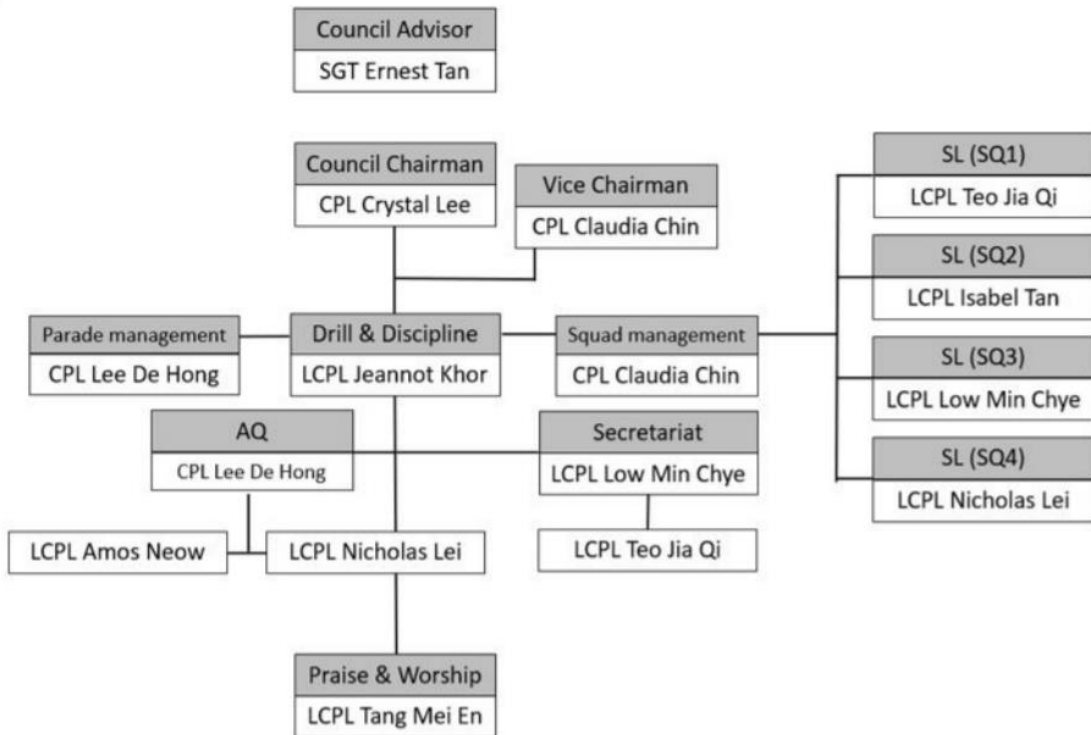 Council Advisor
SGT Ernest Tan
Council Chairman
CPL Crystal Lee
Vice Chairman
CPL Claudia Chin
SL (SQ1)
LCPL Teo Jia Qi
SL (SQ2)
LCPL Isabel Tan
Parade management
CPL Lee De Hong
Drill & Discipline
LCPL Jeannot Khor
Squad management
CPL Claudia Chin
SL (SQ3)
LCPL Low Min Chye
SL (SQ4)
LCPL Nicholas Lei
AQ
CPL Lee De Hong
Secretariat
LCPL Low Min Chye
LCPL Amos Neow
LCPL Nicholas Lei
LCPL Teo Jia Qi
Praise & Worship
LCPL Tang Mei En